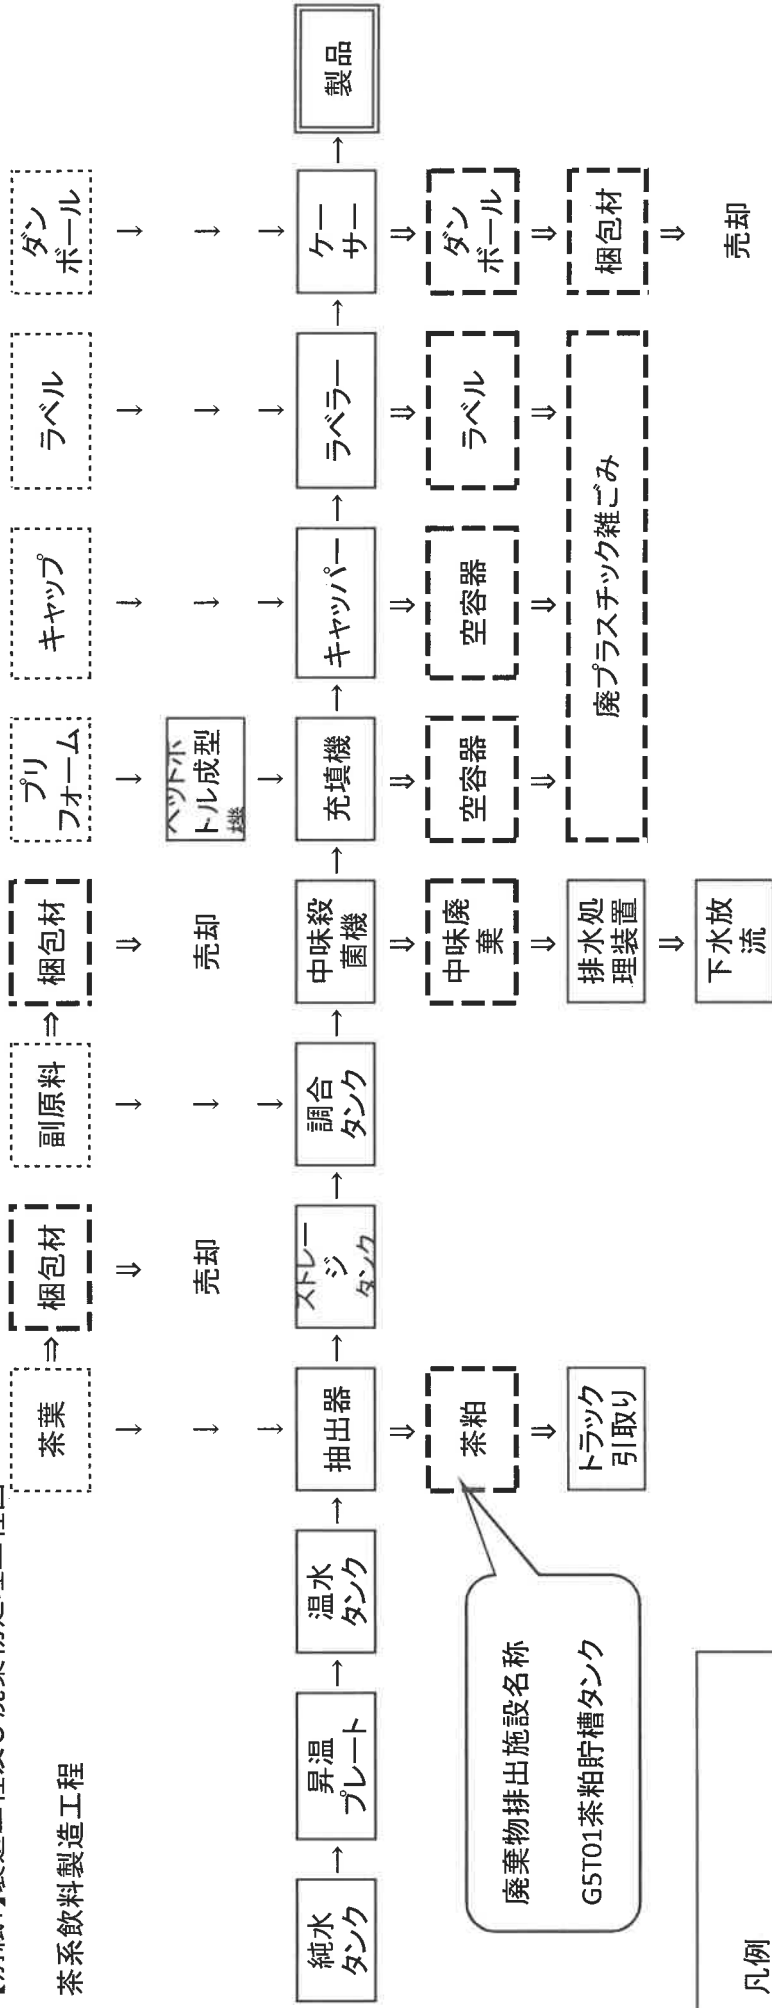 茶系飲料製造工程
茶葉
⇒
梱包材
副原料
⇒
梱包材
プリ
フォーム
キャップ
ラベル
ダン
ボール
↓
⇓
↓
⇓
↓
↓
↓
↓
↓
売却
↓
売却
ペットボ
トル成型
機
↓
↓
↓
↓
↓
↓
↓
↓
↓
純水
タンク
→
昇温
プレート
→
温水
タンク
→
抽出器
→
ストレー
ジ
タンク
→
調合
タンク
→
中味殺
菌機
→
充填機
→
キャッパー
→
ラベラー
→
ケー
サー
→
製品
⇓
⇓
⇓
⇓
⇓
⇓
廃棄物排出施設名称
G5T01茶粕貯槽タンク
茶粕
中味廃
棄
空容器
空容器
ラベル
ダン
ボール
⇓
⇓
⇓
⇓
⇓
⇓
トラック
引取り
排水処
理装置
廃プラスチック雑ごみ
梱包材
⇓
⇓
下水放
流
売却
凡例